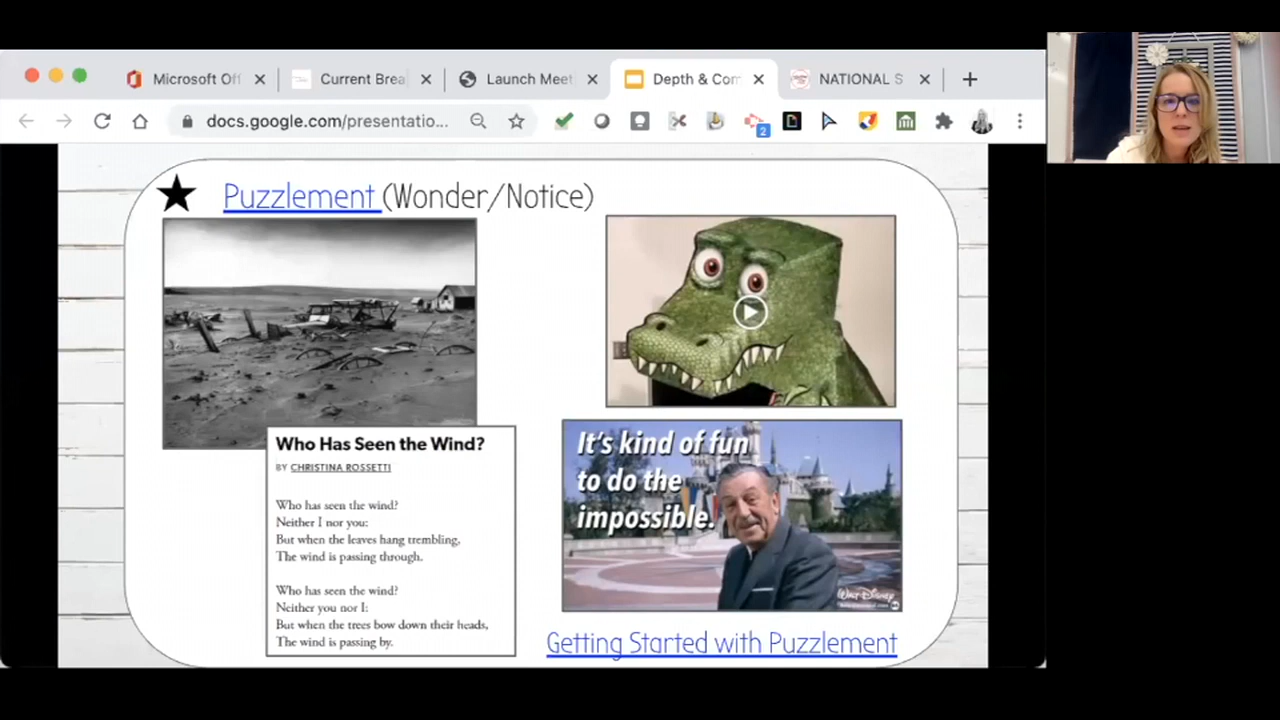 Microsoft Off
Current Brea
Launch Meet
Depth & Com
NATIONAL S
docs.google.com/presentatio...
2
Puzzlement (Wonder/Notice)
Who Has Seen the Wind?
BY CHRISTINA ROSSETTI
Who has seen the wind?
Neither I nor you:
But when the leaves hang trembling,
The wind is passing through.
Who has seen the wind?
Neither you nor I:
But when the trees bow down their heads,
The wind is passing by.
It's kind of fun
to do the
impossible.
WALT DISNEY
Getting Started with Puzzlement